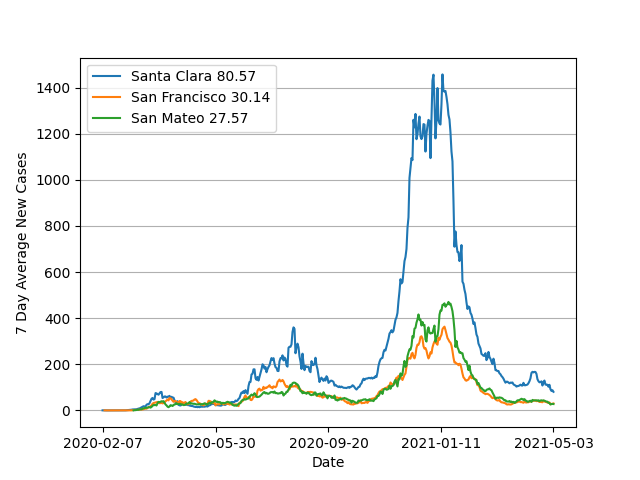 Santa Clara 80.57
San Francisco 30.14
San Mateo 27.57
7 Day Average New Cases
1400
1200
1000
800
600
400
200
0
2020-02-07 2020-05-30 2020-09-20 2021-01-11 2021-05-03
Date